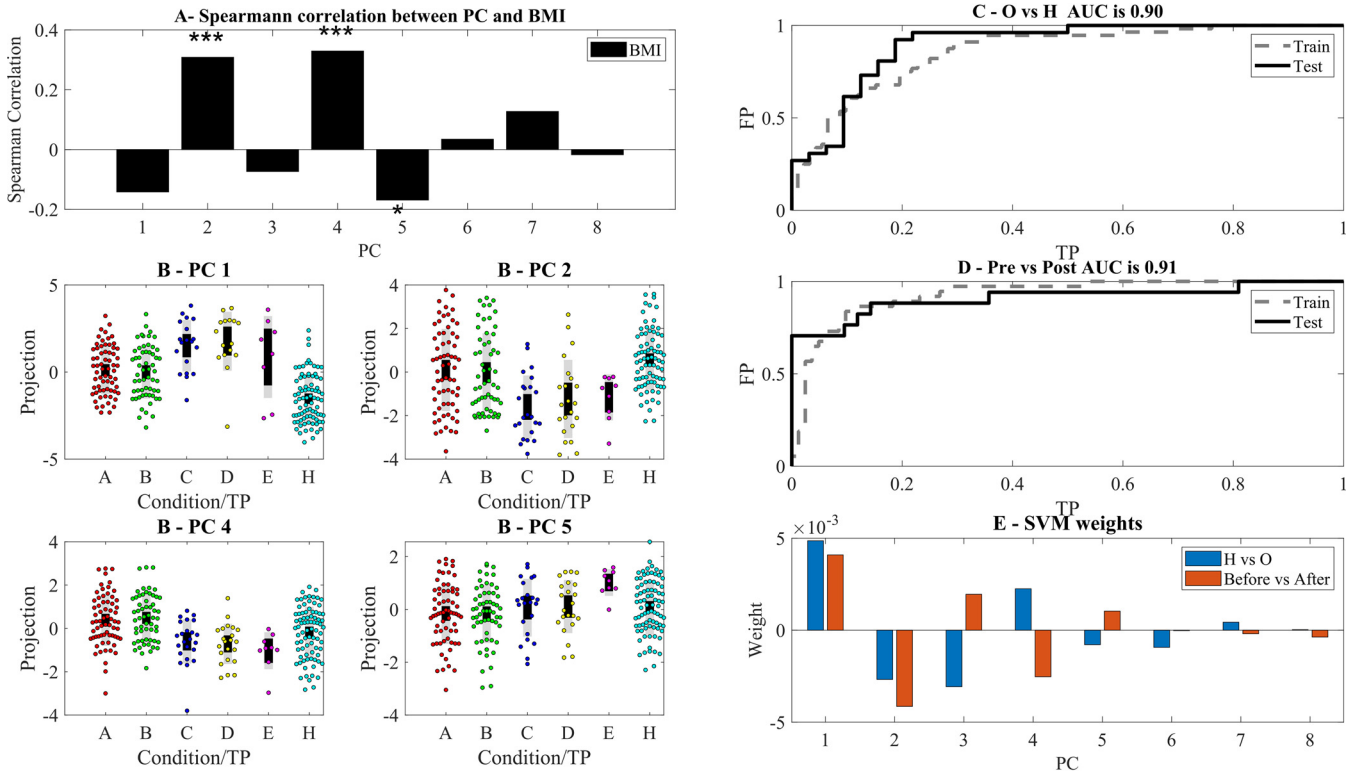 A- Spearmann correlation between PC and BMI
0.4
0.2
0
-0.2
Spearman Correlation
***
***
*
BMI
1 2 3 4 5 6 7 8
PC
B - PC 1
5
0
-5
Projection
A B C D E H
Condition/TP
B - PC 2
4
2
0
-2
-4
Projection
A B C D E H
Condition/TP
B - PC 4
4
2
0
-2
-4
Projection
A B C D E H
Condition/TP
B - PC 5
2
0
-2
-4
Projection
A B C D E H
Condition/TP
C - O vs H AUC is 0.90
1
0.5
0
FP
Train
Test
0 0.2 0.4 0.6 0.8 1
TP
D - Pre vs Post AUC is 0.91
1
0.5
0
FP
Train
Test
0 0.2 0.4 0.6 0.8 1
TP
E - SVM weights
×10-3
5
0
-5
Weight
H vs O
Before vs After
1 2 3 4 5 6 7 8
PC